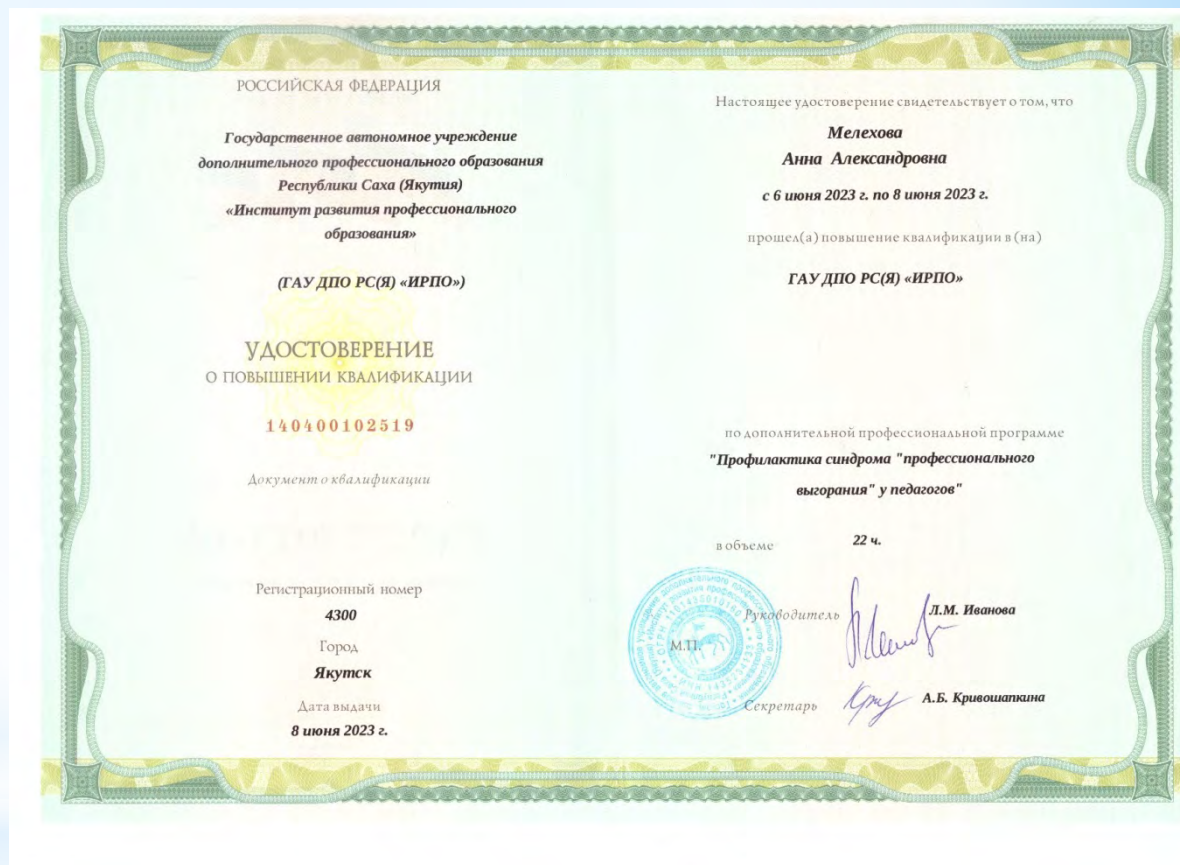 РОССИЙСКАЯ ФЕДЕРАЦИЯ
Государственное автономное учреждение
дополнительного профессионального образования
Республики Саха (Якутия)
«Институт развития профессионального
образования»
(ГАУ ДПО РС(Я) «ИРПО»)
УДОСТОВЕРЕНИЕ
О ПОВЫШЕНИИ КВАЛИФИКАЦИИ
140400102519
Документ о квалификации
Регистрационный номер
4300
Город
Якутск
Дата выдачи
8 июня 2023 г.
Настоящее удостоверение свидетельствует о том, что
Мелехова
Анна Александровна
с 6 июня 2023 г. по 8 июня 2023 г.
прошел(а) повышение квалификации в (на)
ГАУ ДПО РС(Я) «ИРПО»
по дополнительной профессиональной программе
"Профилактика синдрома "профессионального
выгорания" у педагогов"
в объеме 22 ч.
Руководитель Л.М. Иванова
М.П.
Секретарь А.Б. Кривошапкина